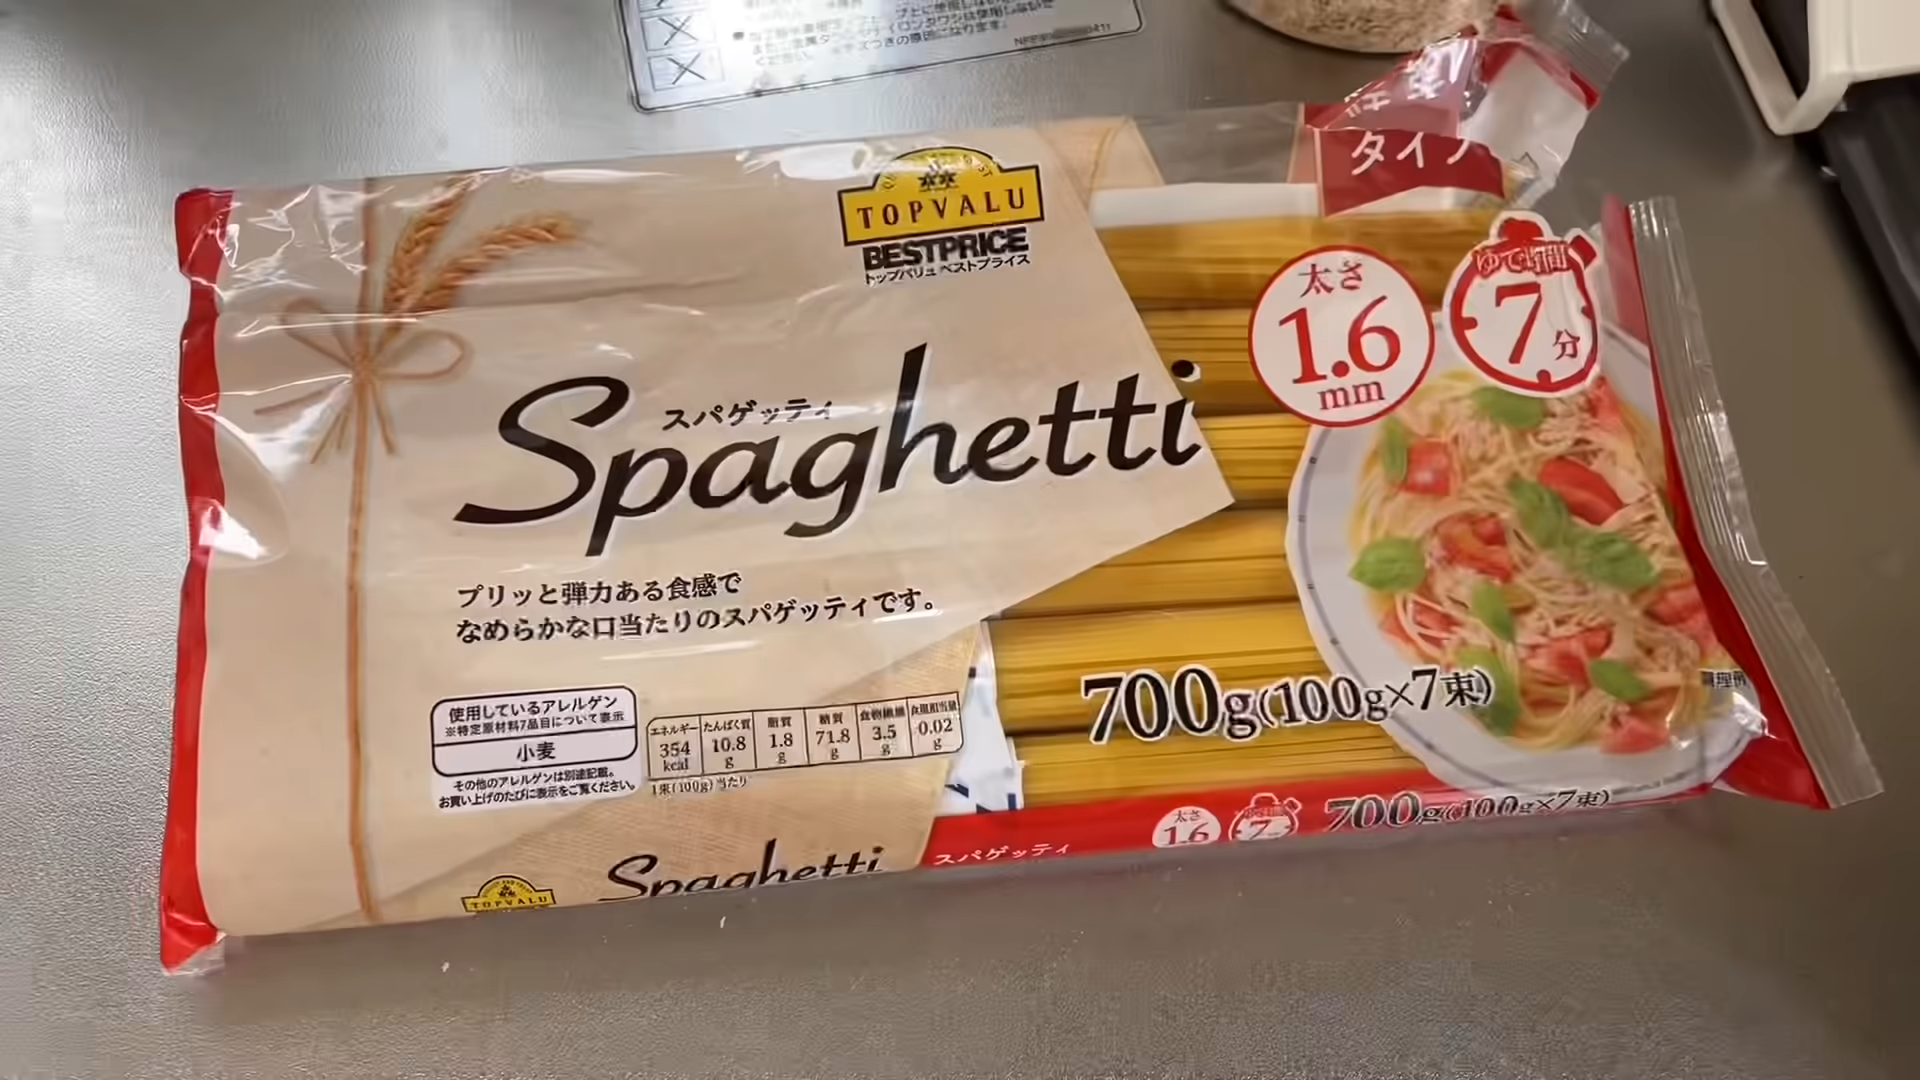 NFP
タイプ
TOPVALU
BESTPRICE
トップバリュ ベストプライス
太さ
1.6
mm
ゆで時間
7分
スパゲッティ
Spaghetti
プリッと弾力ある食感で
なめらかな口当たりのスパゲッティです。
700g(100g×7束)
調理例
使用しているアレルゲン
※特定原材料7品目について表示
小麦
その他のアレルゲンは別途記載。
お買い上げのたびに表示をご覧ください。
エネルギー たんぱく質 脂質 糖質 食物繊維 食塩相当量
354 10.8 1.8 71.8 3.5 0.02
kcal g g g g g
1束(100g)当たり
TOPVALU
Spaghetti
スパゲッティ
太さ
1.6
7
700g(100g×7束)